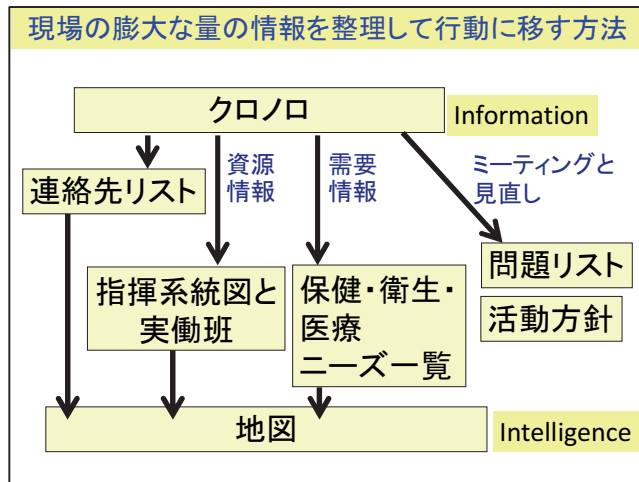 現場の膨大な量の情報を整理して行動に移す方法
クロノロ
Information
連絡先リスト
資源
情報
需要
情報
ミーティングと
見直し
指揮系統図と
実働班
保健・衛生・
医療
ニーズ一覧
問題リスト
活動方針
地図
Intelligence